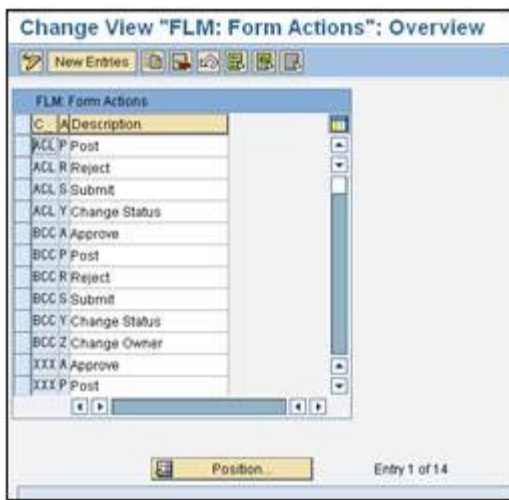 Change View "FLM: Form Actions": Overview
New Entries
FLM: Form Actions
C A Description
ACL P Post
ACL R Reject
ACL S Submit
ACL Y Change Status
BCC A Approve
BCC P Post
BCC R Reject
BCC S Submit
BCC Y Change Status
BCC Z Change Owner
XXX A Approve
XXX P Post
Position...
Entry 1 of 14